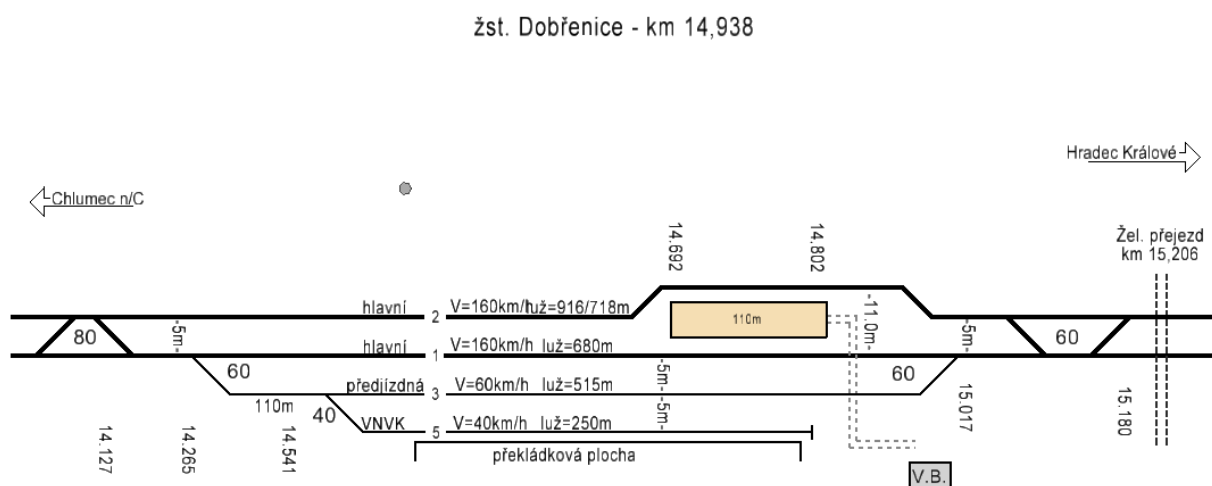 žst. Dobřenice - km 14,938
Hradec Králové
Chlumec n/C
Žel. přejezd
km 15,206
14.692
14.802
hlavní 2 V=160km/h luž=916/718m
110m
-11.0m-
80
-5m-
-5m-
60
hlavní 1 V=160km/h luž=680m
60
předjízdná 3 V=60km/h luž=515m
-5m-
60
110m
40
VNVK 5 V=40km/h luž=250m
-5m-
překládková plocha
14.127
14.265
14.541
15.017
15.180
V.B.